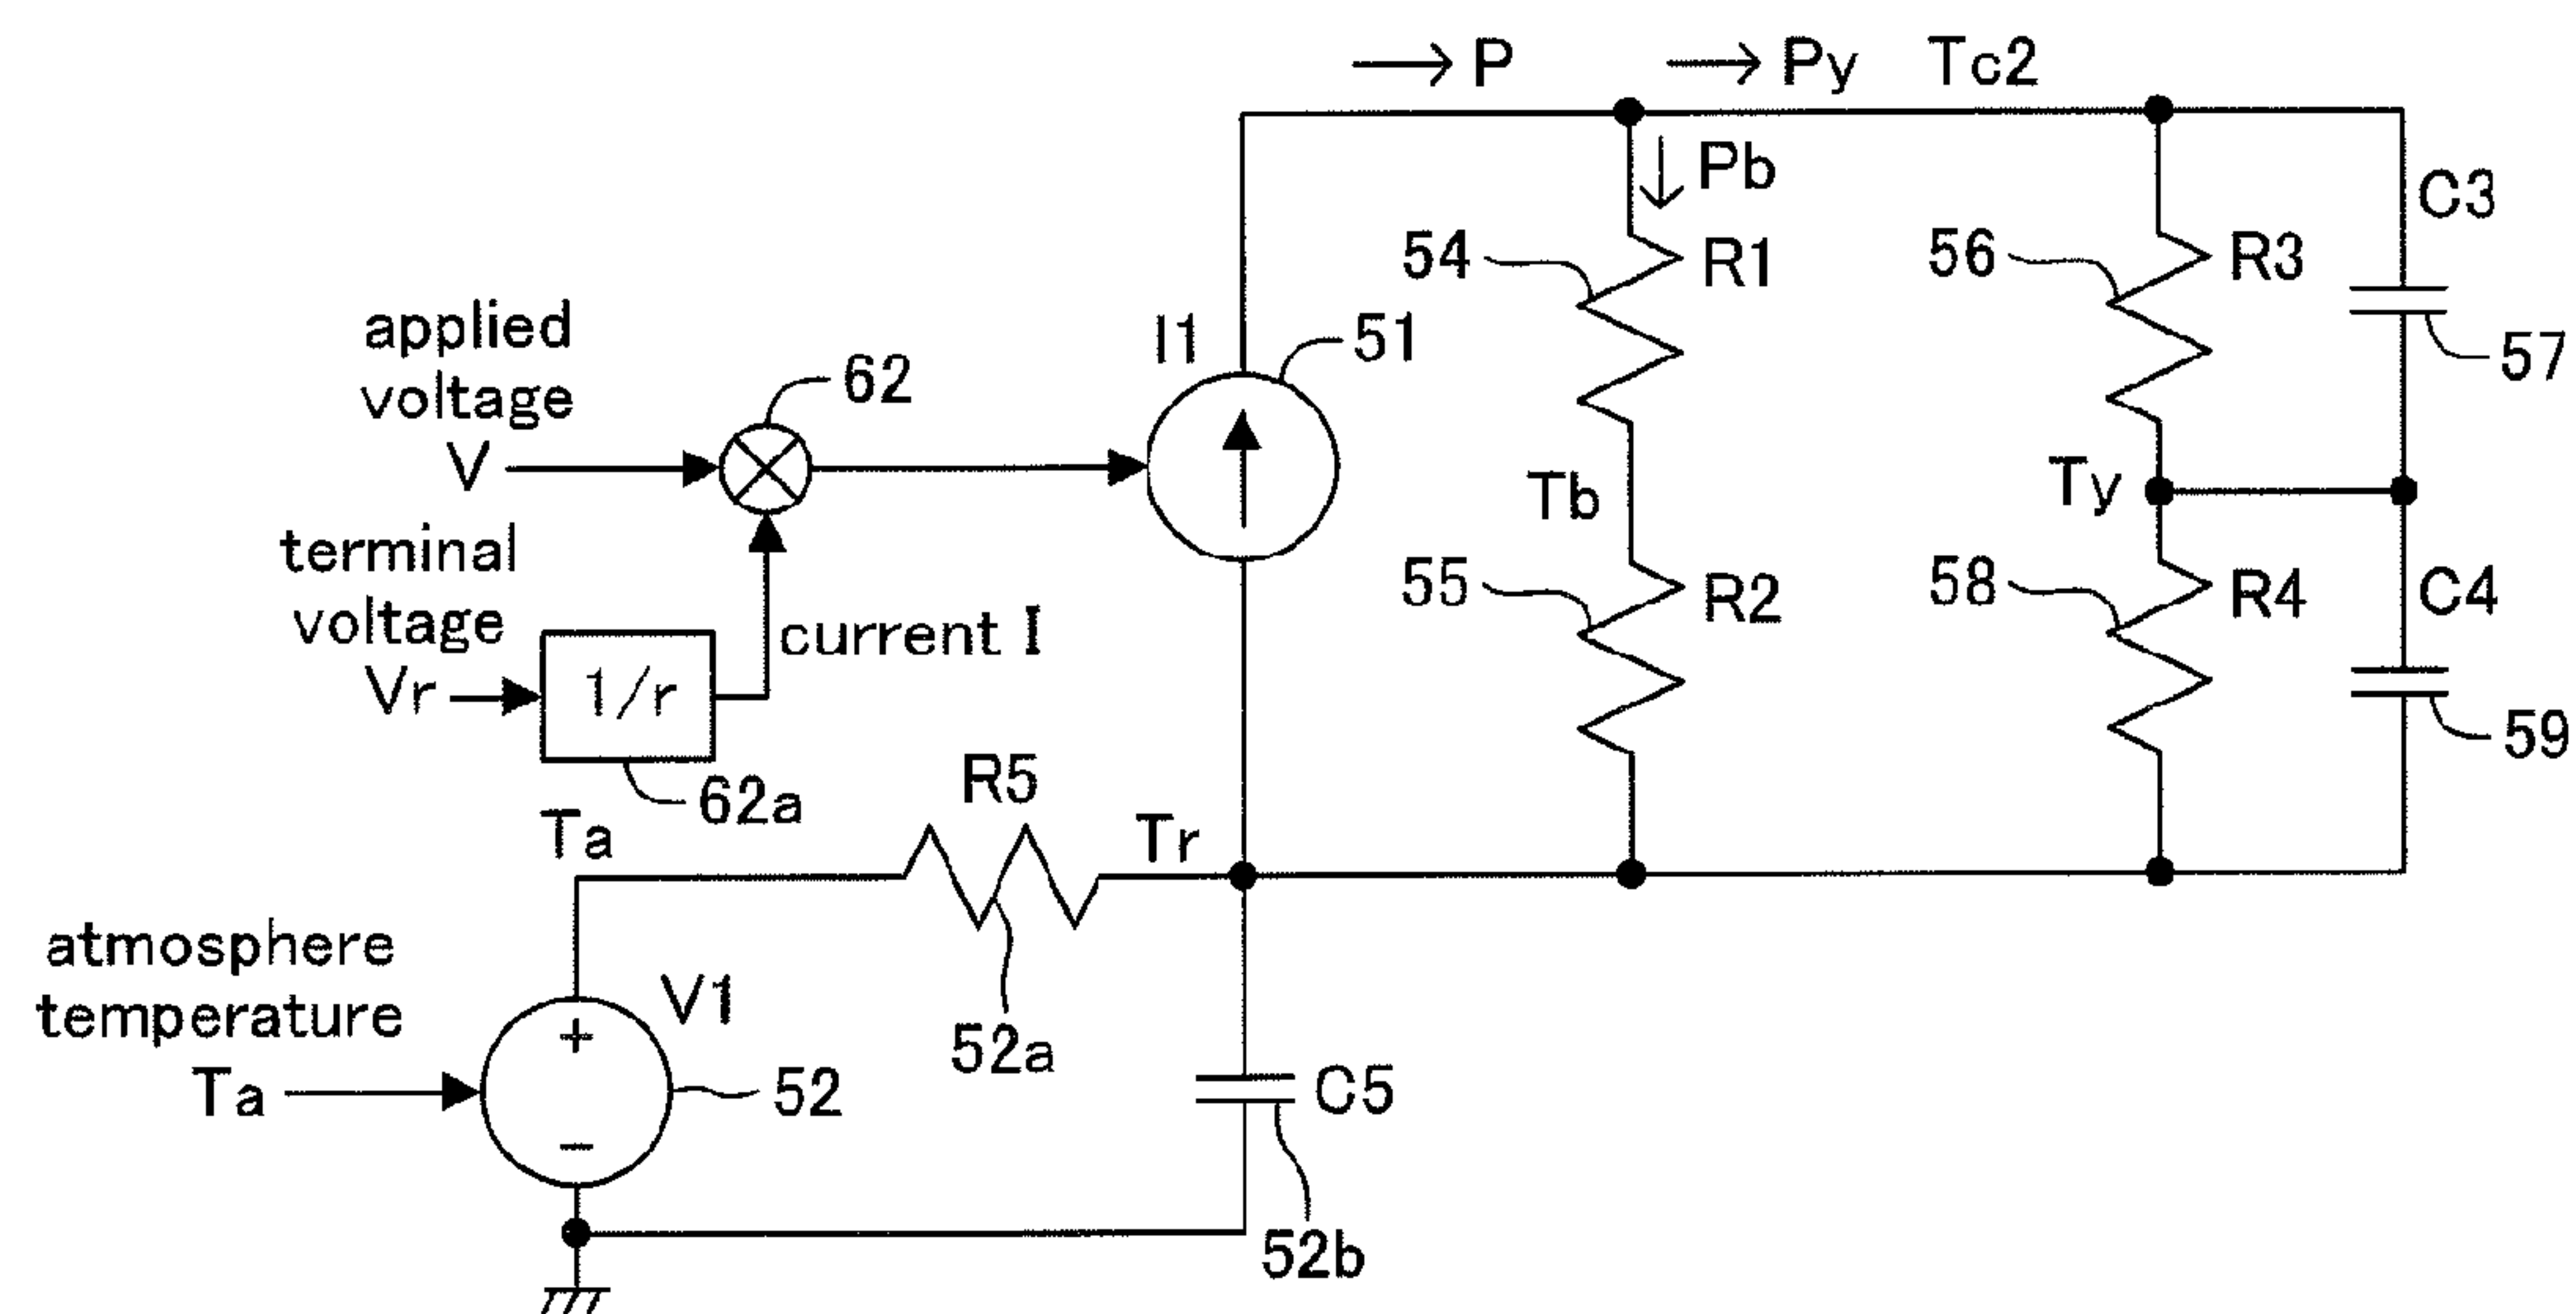 P
Py
Tc2
Pb
C3
54
R1
56
R3
I1
51
57
applied
voltage
V
62
Tb
Ty
terminal
voltage
Vr
1/r
current I
62a
55
R2
58
R4
C4
59
R5
Ta
Tr
atmosphere
temperature
Ta
V1
+
−
52
52a
C5
52b